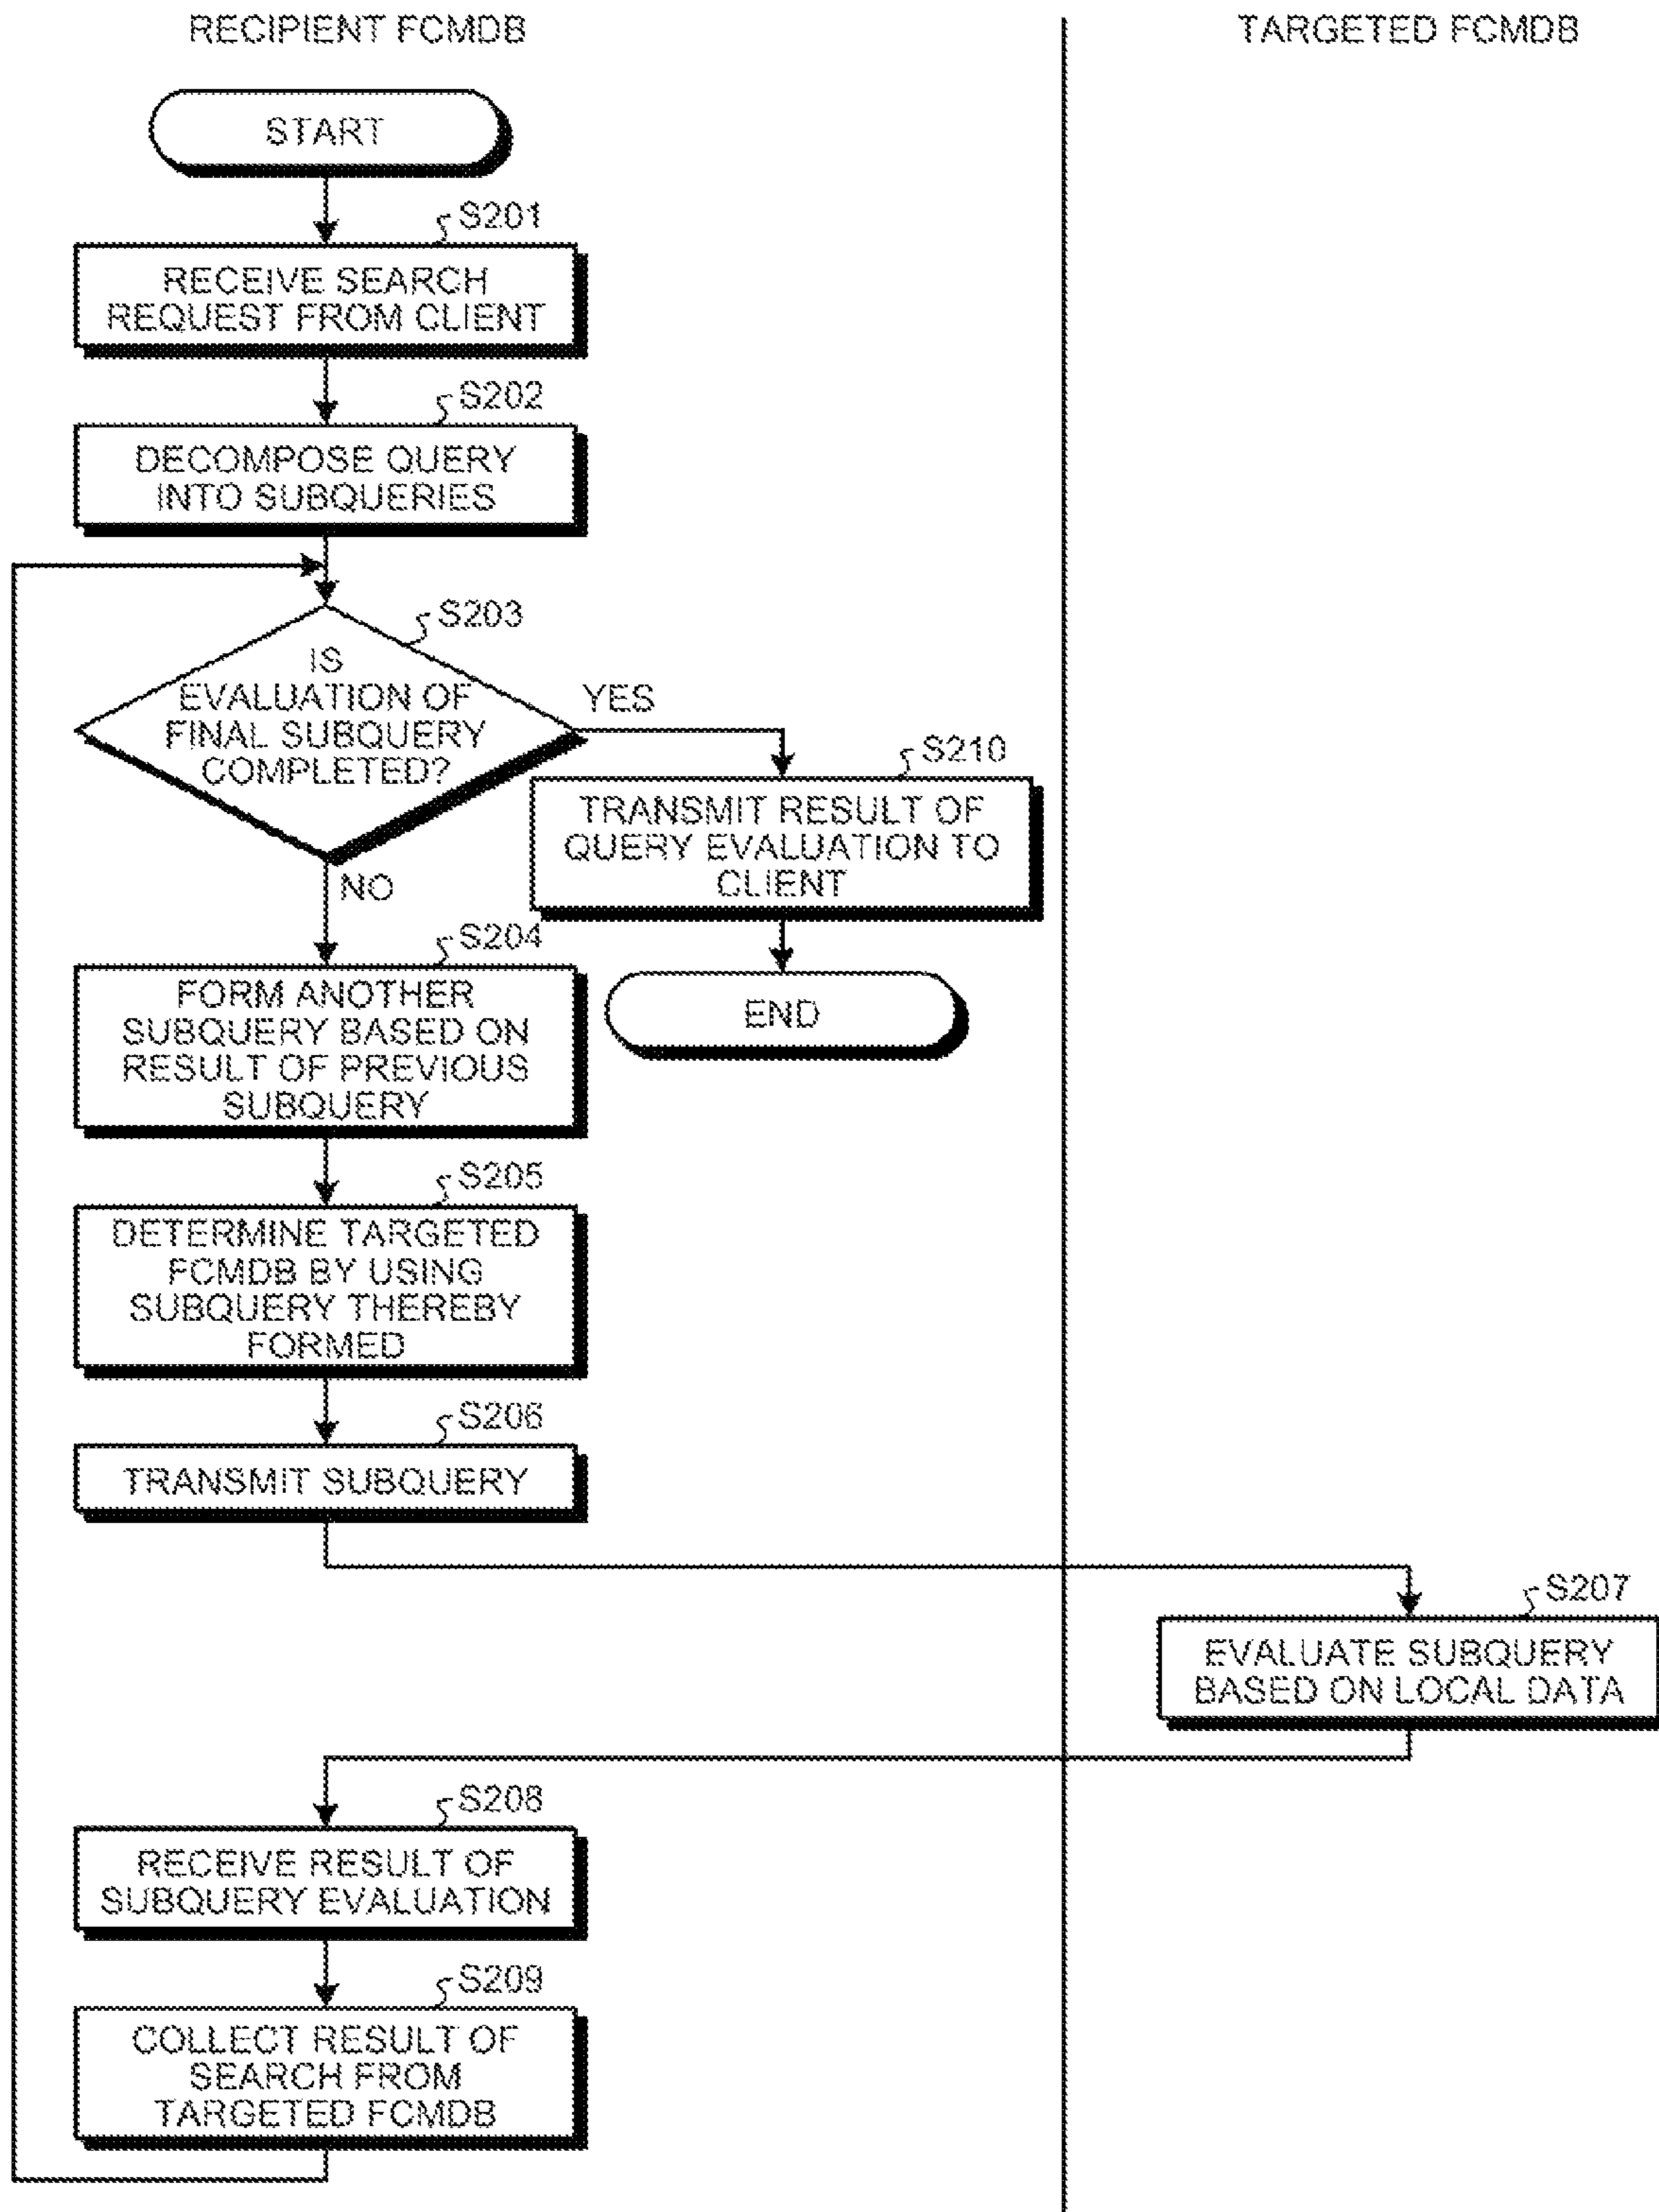 RECIPIENT FCMDB
TARGETED FCMDB
START
S201
RECEIVE SEARCH
REQUEST FROM CLIENT
S202
DECOMPOSE QUERY
INTO SUBQUERIES
S203
IS
EVALUATION OF
FINAL SUBQUERY
COMPLETED?
YES
NO
S210
TRANSMIT RESULT OF
QUERY EVALUATION TO
CLIENT
END
S204
FORM ANOTHER
SUBQUERY BASED ON
RESULT OF PREVIOUS
SUBQUERY
S205
DETERMINE TARGETED
FCMDB BY USING
SUBQUERY THEREBY
FORMED
S206
TRANSMIT SUBQUERY
S207
EVALUATE SUBQUERY
BASED ON LOCAL DATA
S208
RECEIVE RESULT OF
SUBQUERY EVALUATION
S209
COLLECT RESULT OF
SEARCH FROM
TARGETED FCMDB